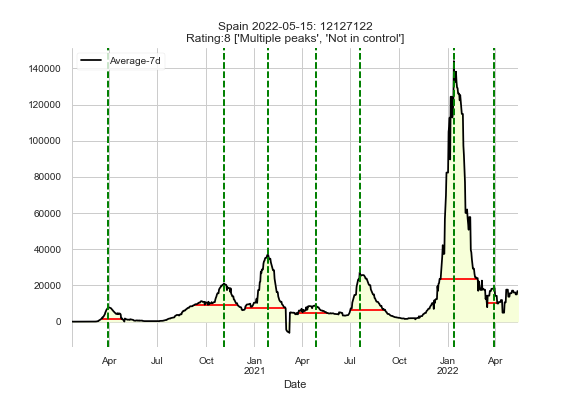 Spain 2022-05-15: 12127122
Rating:8 ['Multiple peaks', 'Not in control']
Average-7d
140000
120000
100000
80000
60000
40000
20000
0
Apr Jul Oct Jan Apr Jul Oct Jan Apr
2021 2022
Date